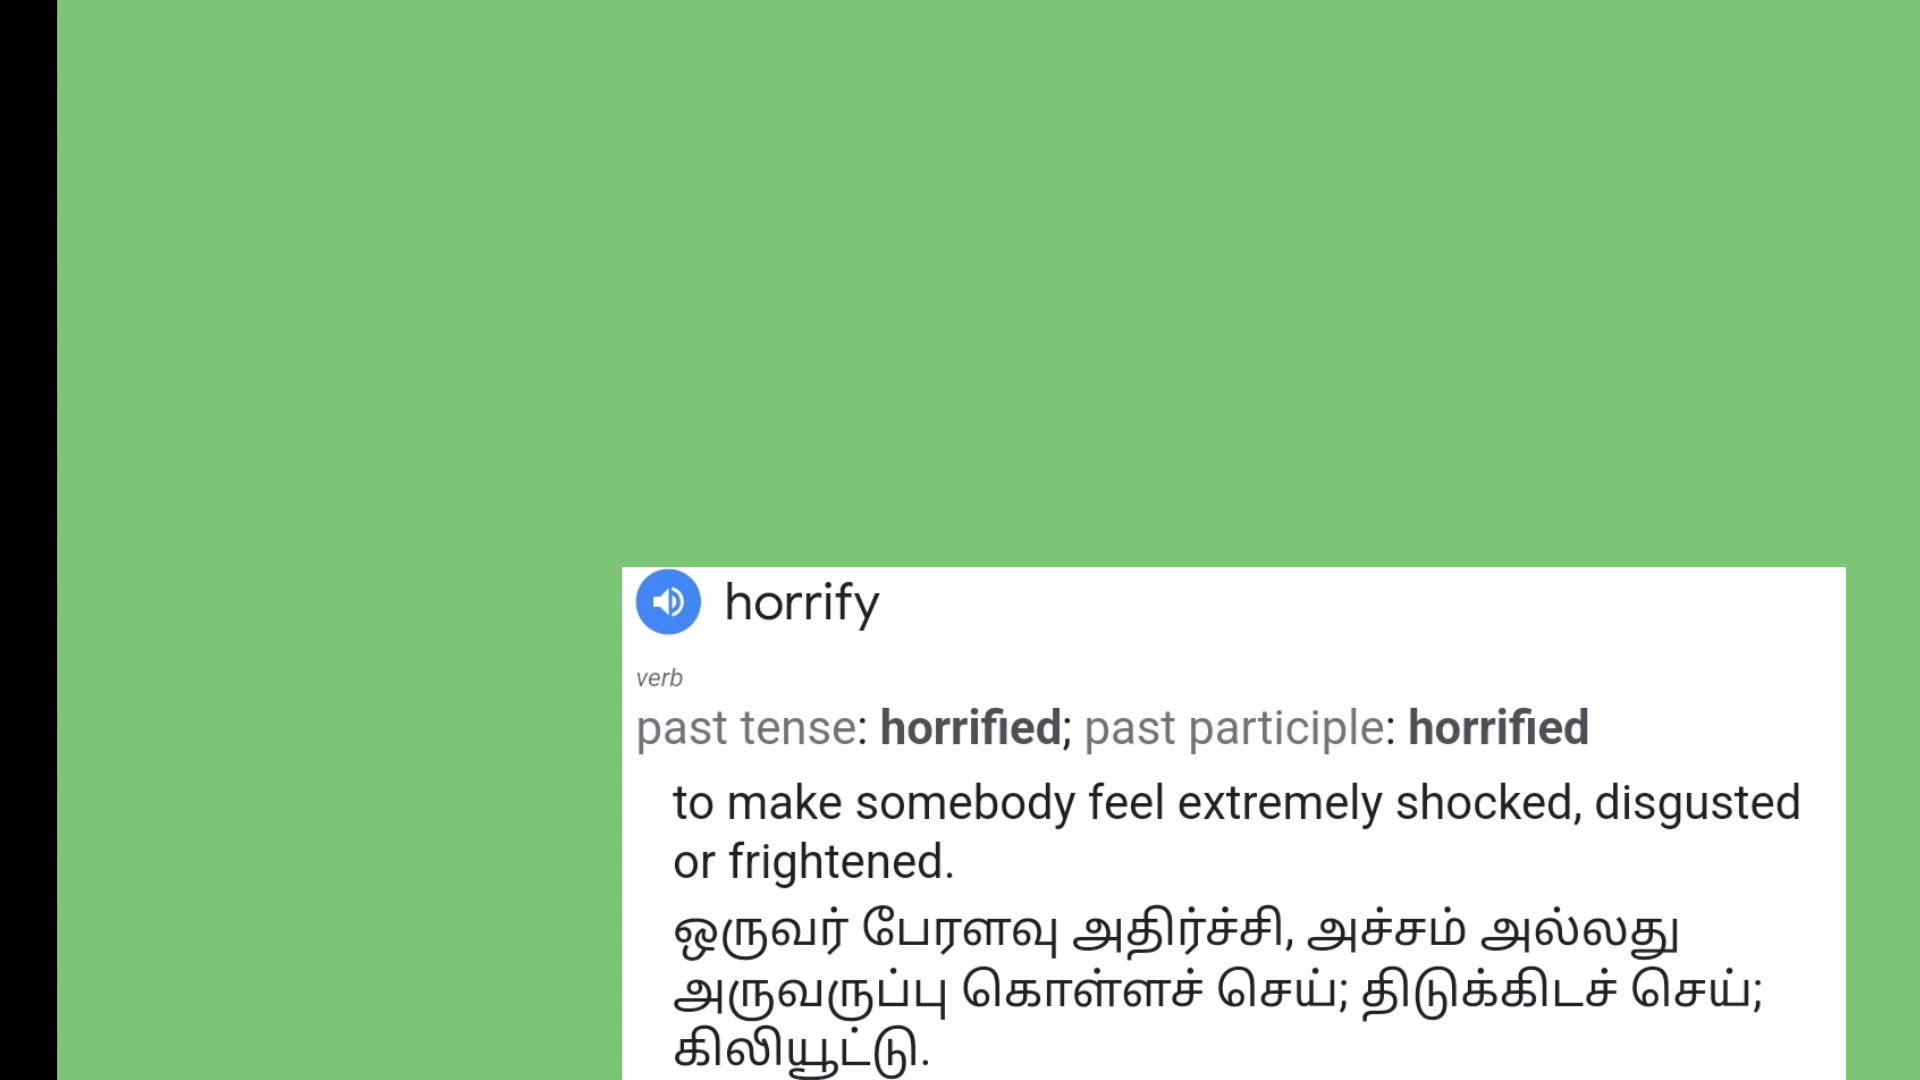 horrify
verb
past tense: horrified; past participle: horrified
to make somebody feel extremely shocked, disgusted
or frightened.
ஒருவர் பேரளவு அதிர்ச்சி, அச்சம் அல்லது
அருவருப்பு கொள்ளச் செய்; திடுக்கிடச் செய்;
கிலியூட்டு.